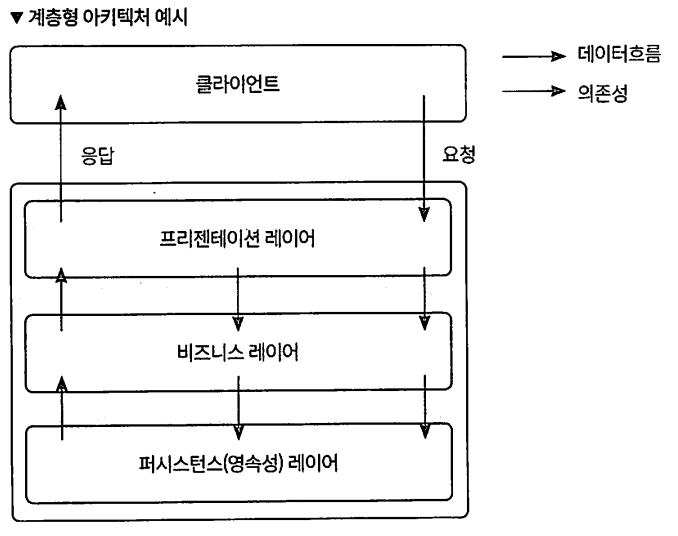 ▼ 계층형 아키텍처 예시
클라이언트
데이터흐름
의존성
응답
요청
프리젠테이션 레이어
비즈니스 레이어
퍼시스턴스(영속성) 레이어